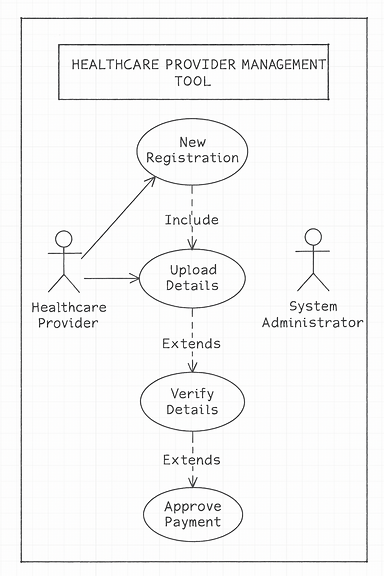 HEALTHCARE PROVIDER MANAGEMENT
TOOL
New
Registration
Include
Upload
Details
Healthcare
Provider
System
Administrator
Extends
Verify
Details
Extends
Approve
Payment